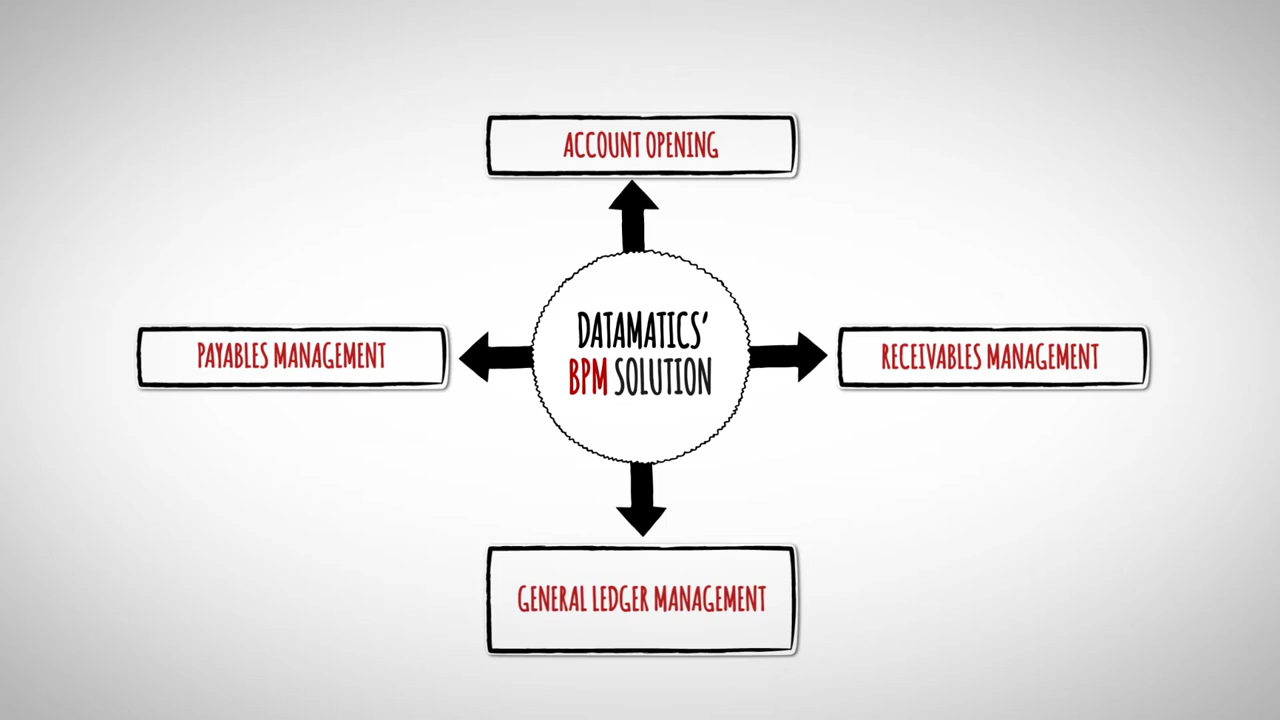 ACCOUNT OPENING
PAYABLES MANAGEMENT
DATAMATICS'
BPM SOLUTION
RECEIVABLES MANAGEMENT
GENERAL LEDGER MANAGEMENT